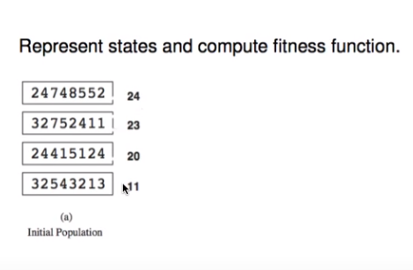 Represent states and compute fitness function.
24748552 24
32752411 23
24415124 20
32543213 11
(a)
Initial Population